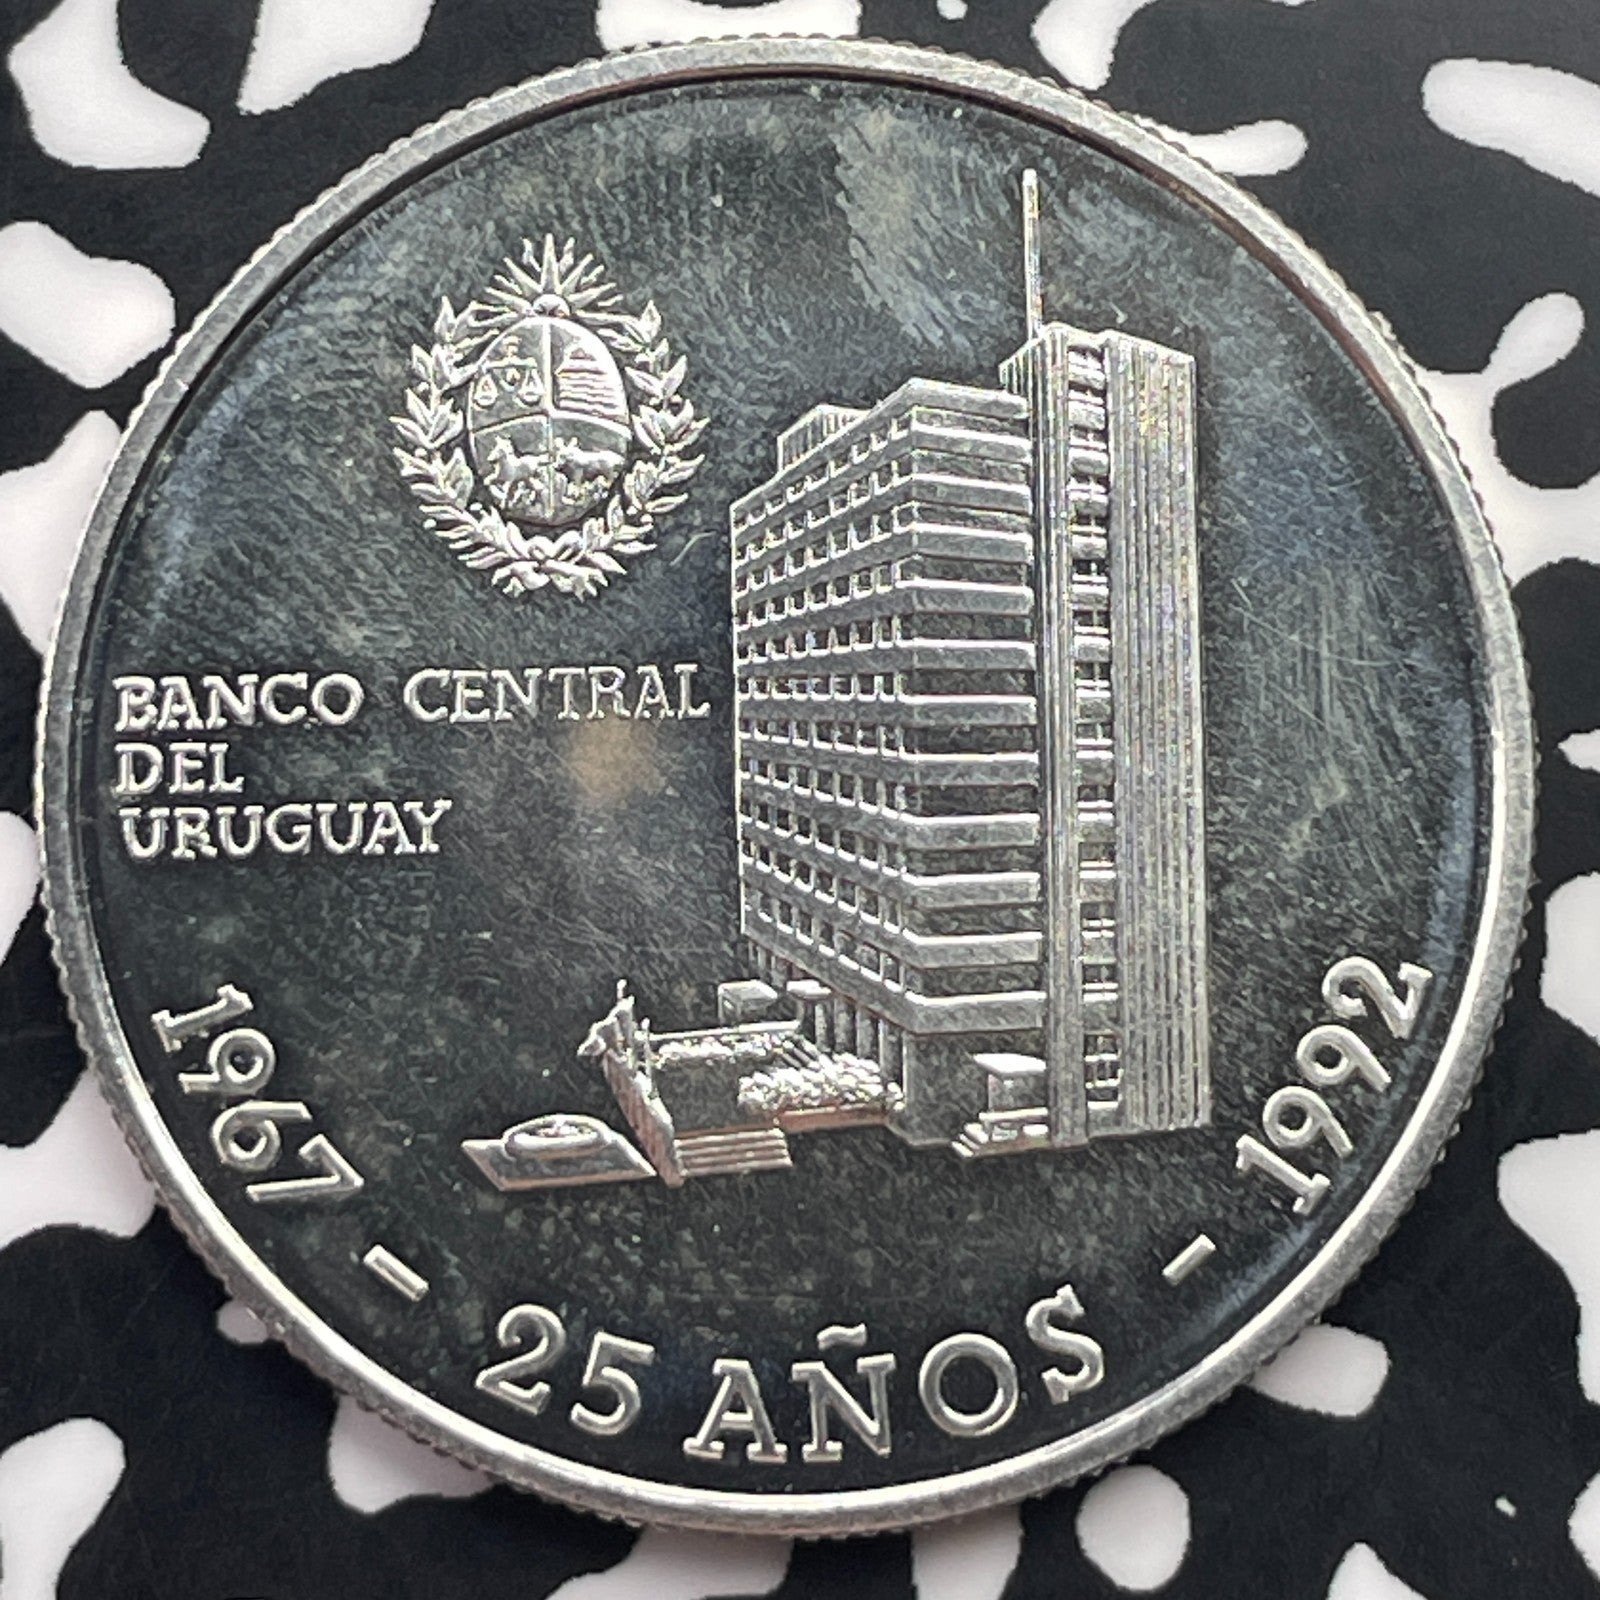 BANCO CENTRAL
DEL
URUGUAY
1967 - 25 AÑOS - 1992